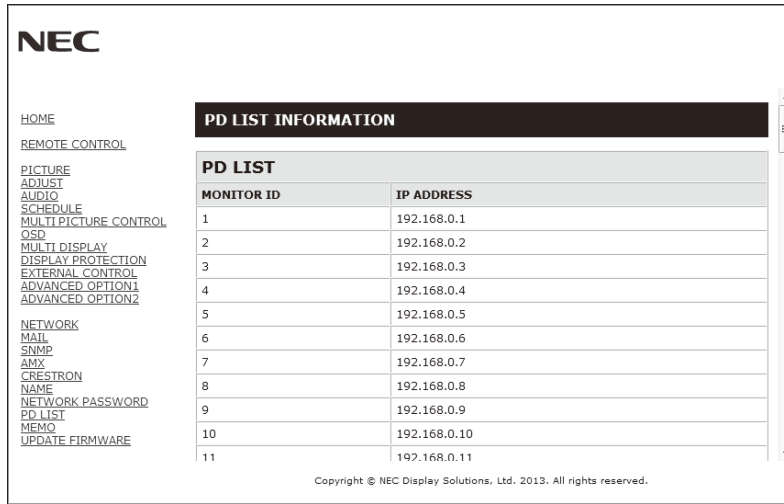 NEC
HOME
REMOTE CONTROL
PICTURE
ADJUST
AUDIO
SCHEDULE
MULTI PICTURE CONTROL
OSD
MULTI DISPLAY
DISPLAY PROTECTION
EXTERNAL CONTROL
ADVANCED OPTION1
ADVANCED OPTION2
NETWORK
MAIL
SNMP
AMX
CRESTRON
NAME
NETWORK PASSWORD
PD LIST
MEMO
UPDATE FIRMWARE
PD LIST INFORMATION
PD LIST
MONITOR ID IP ADDRESS
1 192.168.0.1
2 192.168.0.2
3 192.168.0.3
4 192.168.0.4
5 192.168.0.5
6 192.168.0.6
7 192.168.0.7
8 192.168.0.8
9 192.168.0.9
10 192.168.0.10
11 192.168.0.11
Copyright © NEC Display Solutions, Ltd. 2013. All rights reserved.